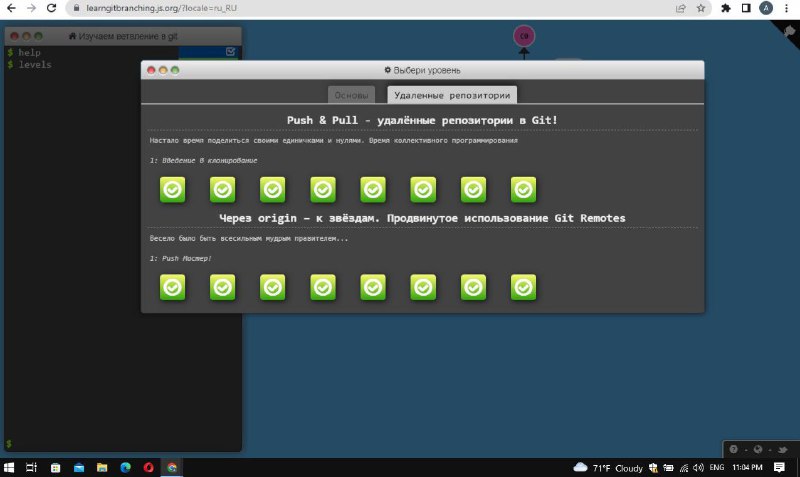 learngitbranching.js.org/?locale=ru_RU
A
Изучаем ветвление в git
$ help
$ levels
C0
Выбери уровень
Основы
Удаленные репозитории
Push & Pull - удалённые репозитории в Git!
Настало время поделиться своими единичками и нулями. Время коллективного программирования
1: Введение в клонирование
Через origin – к звёздам. Продвинутое использование Git Remotes
Весело было быть всесильным мудрым правителем...
1: Push Мастер!
$
71°F Cloudy
ENG
11:04 PM